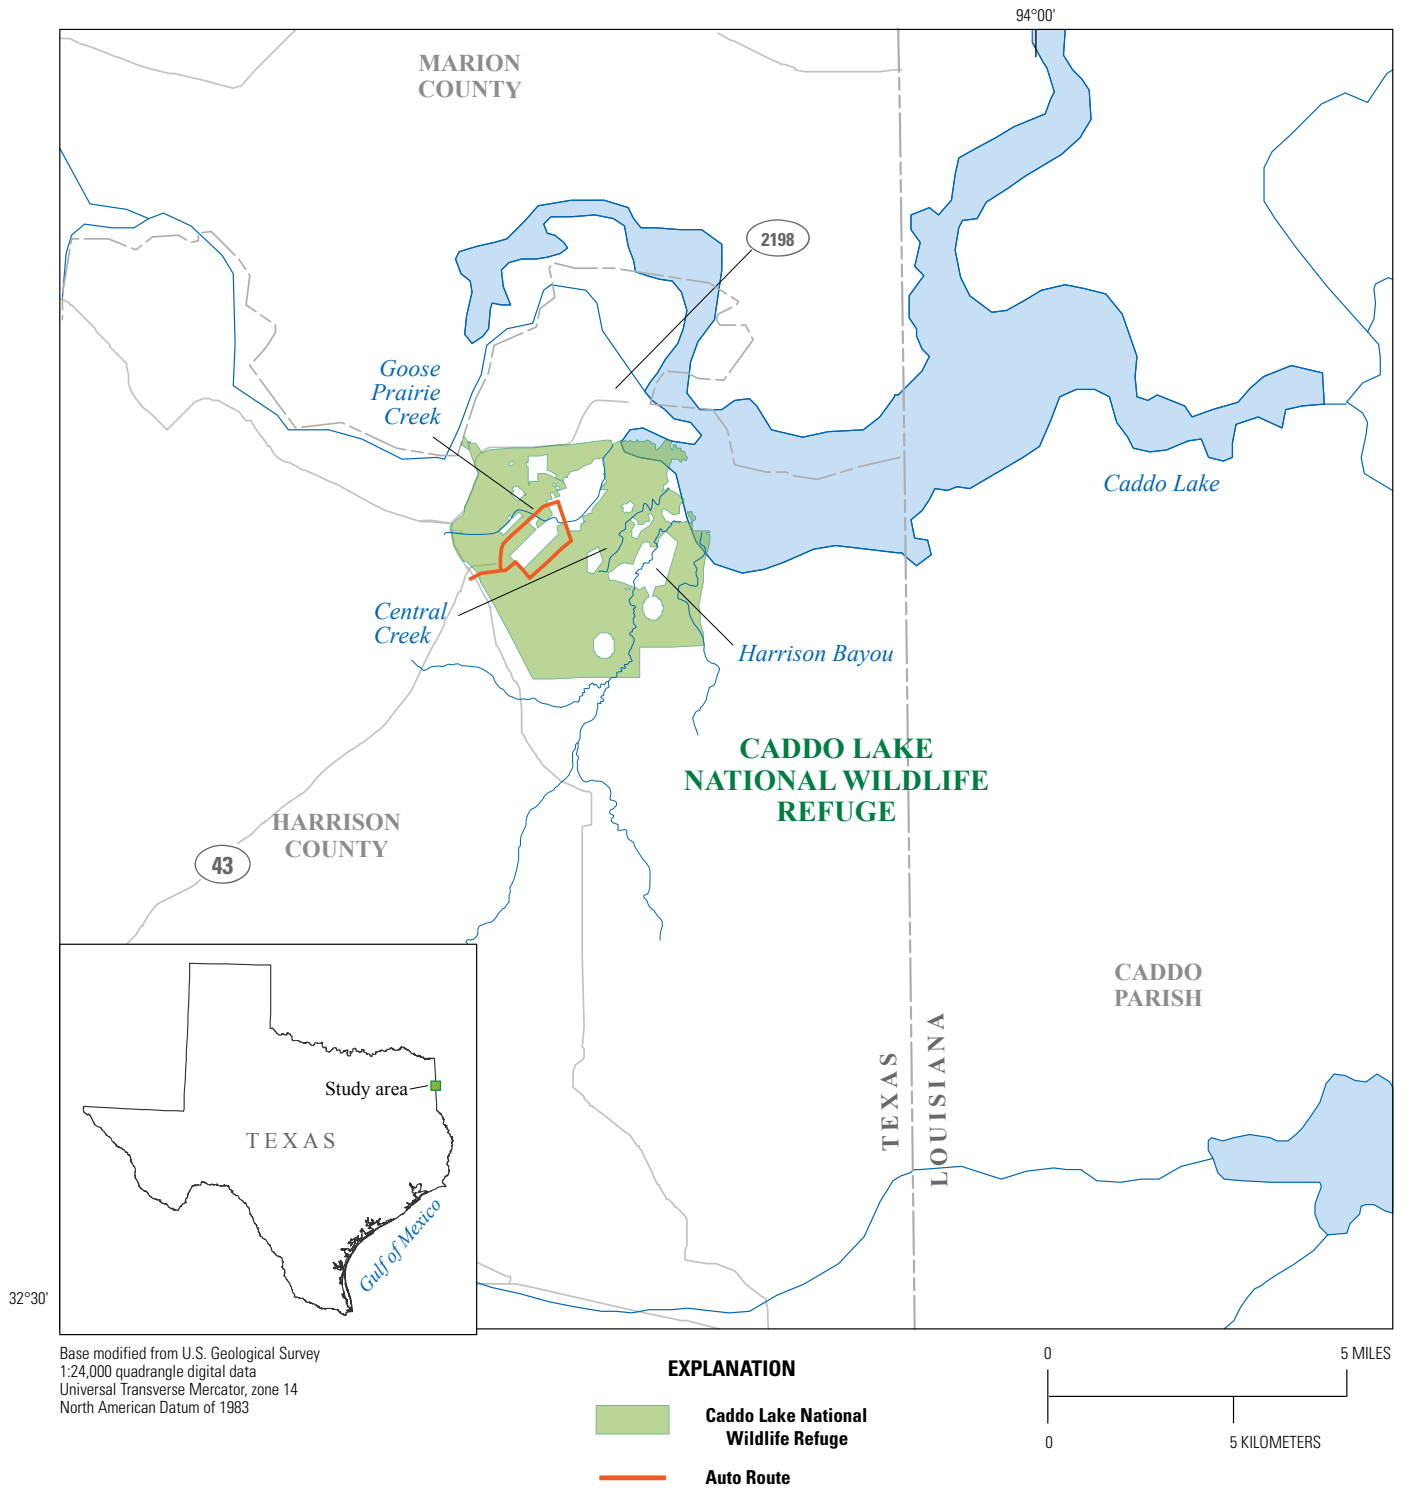 94°00'
MARION
COUNTY
2198
Goose
Prairie
Creek
Caddo Lake
Central
Creek
Harrison Bayou
CADDO LAKE
NATIONAL WILDLIFE
REFUGE
HARRISON
COUNTY
43
CADDO
PARISH
TEXAS
LOUISIANA
Study area
TEXAS
Gulf of Mexico
32°30'
Base modified from U.S. Geological Survey
1:24,000 quadrangle digital data
Universal Transverse Mercator, zone 14
North American Datum of 1983
EXPLANATION
Caddo Lake National
Wildlife Refuge
Auto Route
0 5 MILES
0 5 KILOMETERS